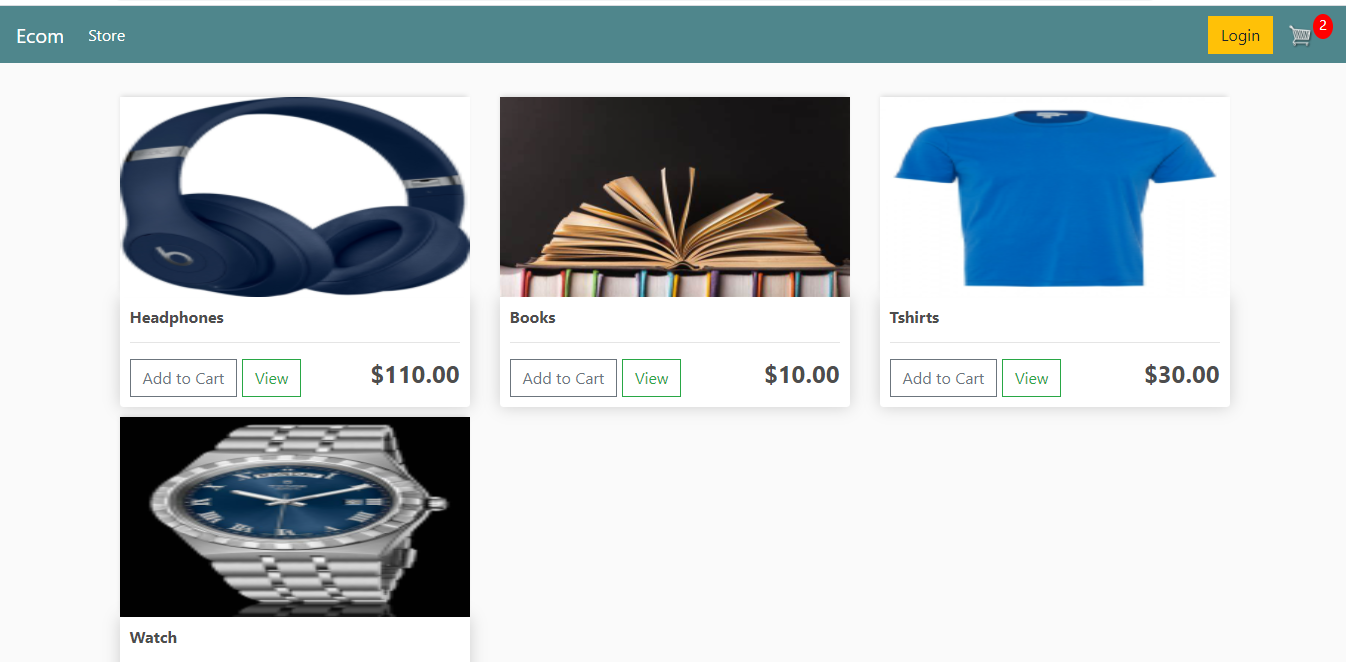 Ecom Store Login 2
Headphones Books Tshirts
Add to Cart View $110.00 Add to Cart View $10.00 Add to Cart View $30.00
Watch